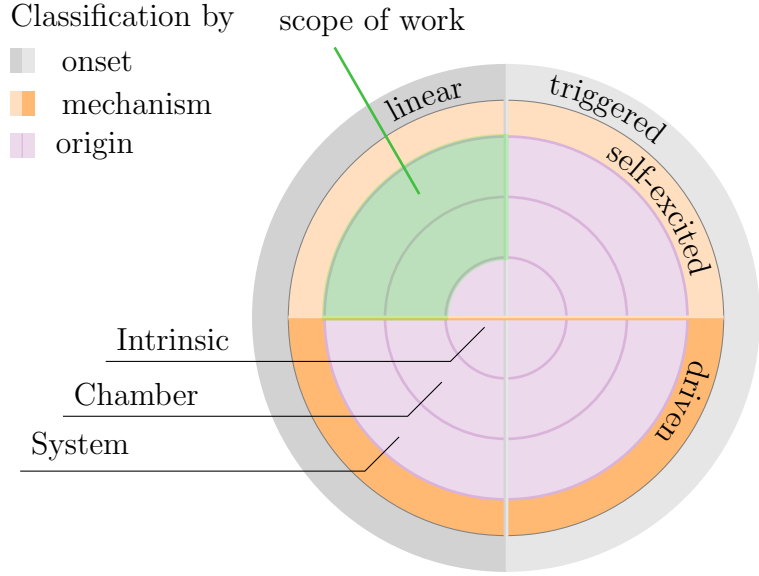 Classification by
onset
mechanism
origin
scope of work
linear
triggered
self-excited
driven
Intrinsic
Chamber
System